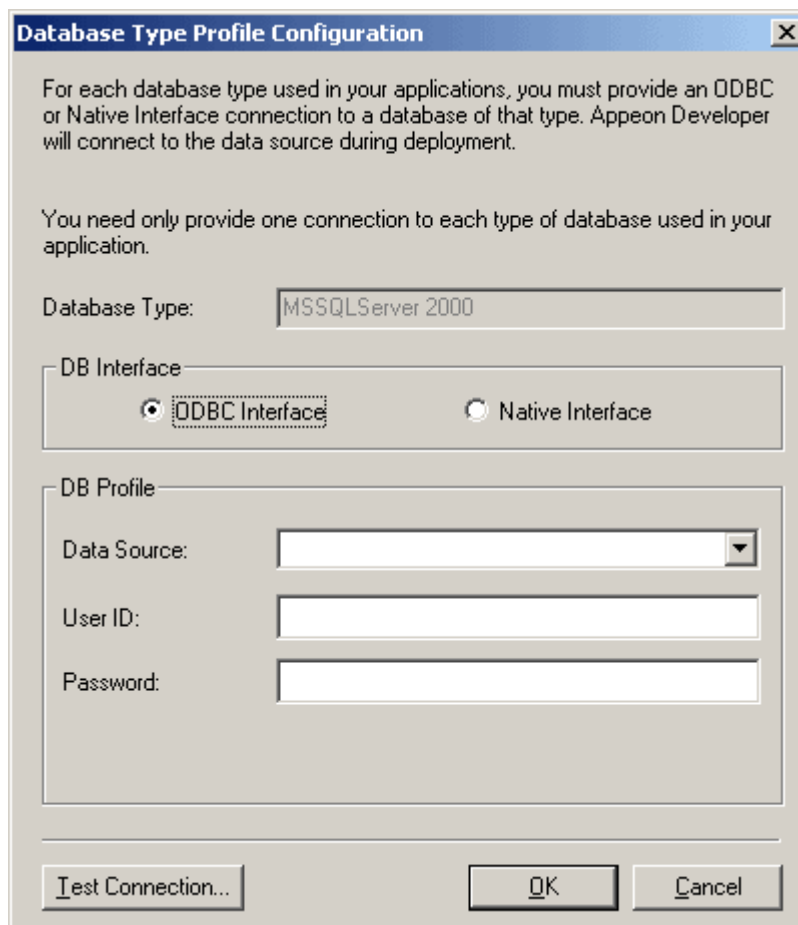 Database Type Profile Configuration
For each database type used in your applications, you must provide an ODBC
or Native Interface connection to a database of that type. Appeon Developer
will connect to the data source during deployment.
You need only provide one connection to each type of database used in your
application.
Database Type: MSSQLServer 2000
DB Interface
ODBC Interface Native Interface
DB Profile
Data Source:
User ID:
Password:
Test Connection... OK Cancel